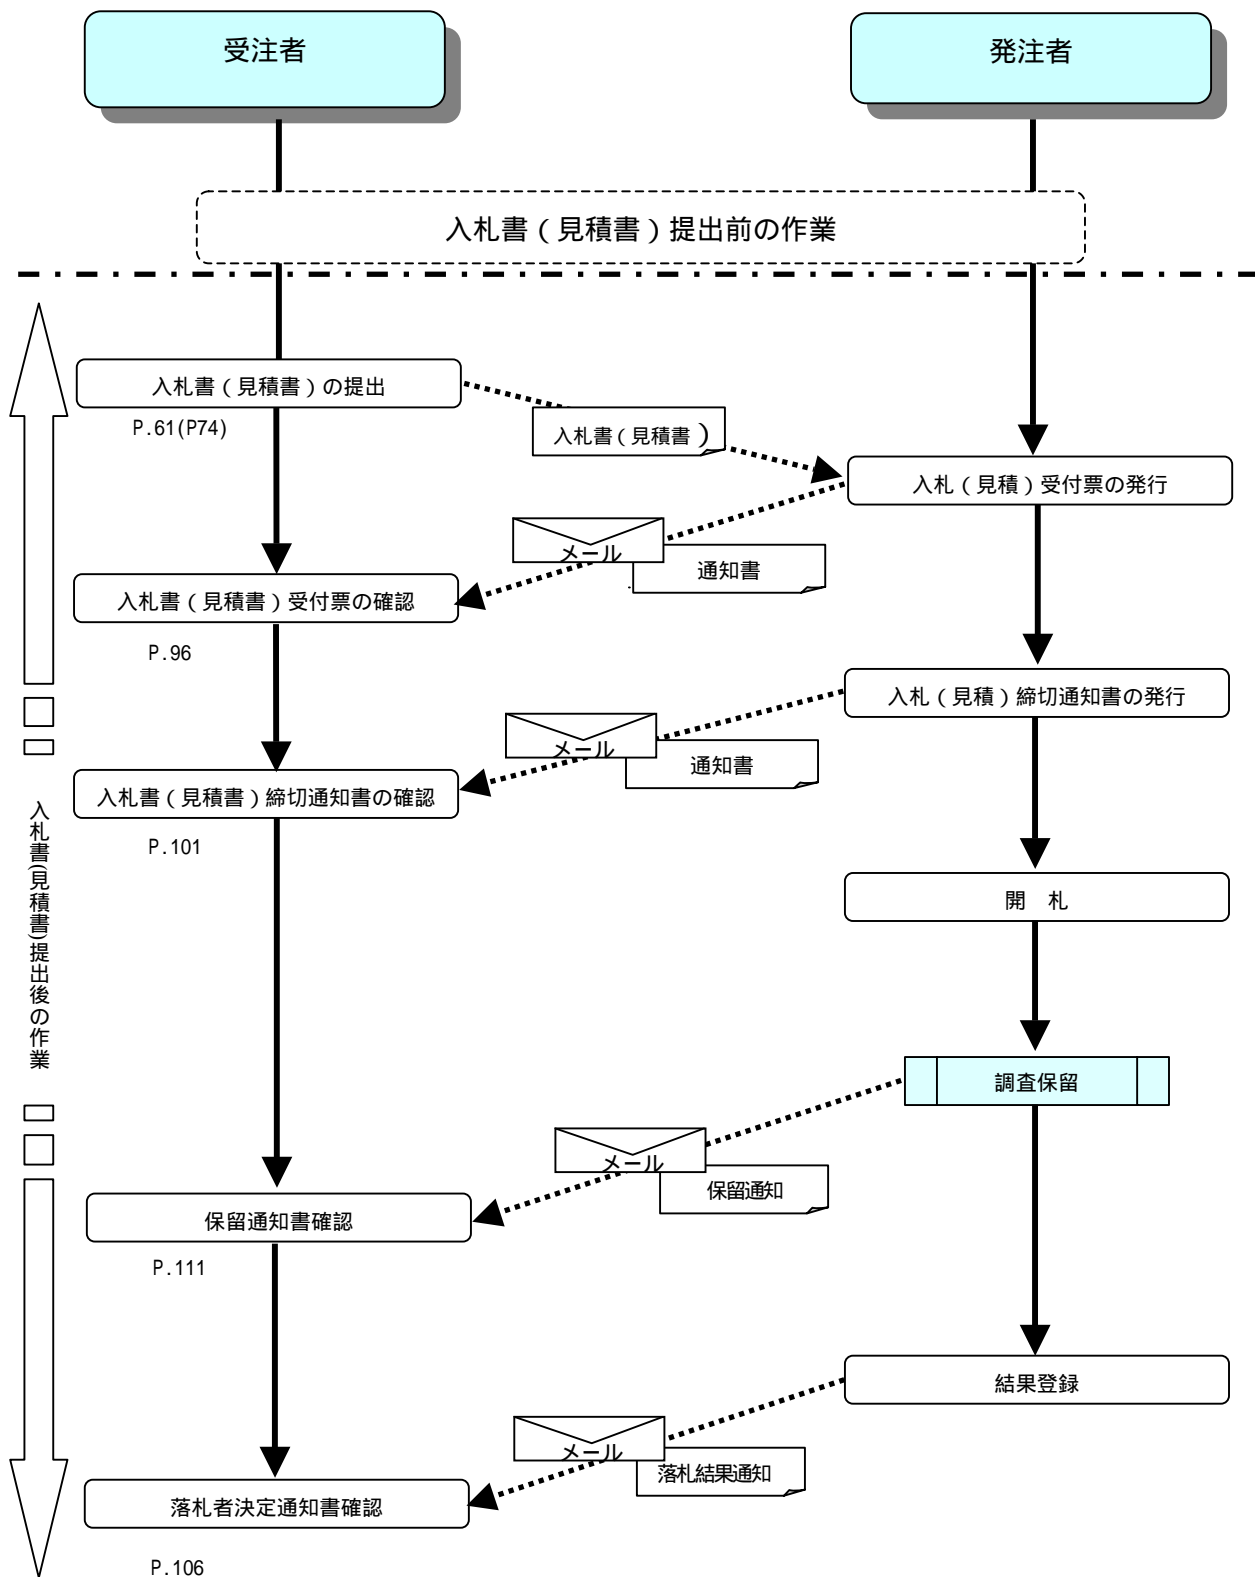 受注者
発注者
入札書（見積書）提出前の作業
入札書（見積書）の提出
P.61(P74)
入札書（見積書）
入札（見積）受付票の発行
メール
通知書
入札書（見積書）受付票の確認
P.96
入札（見積）締切通知書の発行
メール
通知書
入札書（見積書）締切通知書の確認
P.101
入札書(見積書)提出後の作業
開　札
調査保留
メール
保留通知
保留通知書確認
P.111
結果登録
メール
落札結果通知
落札者決定通知書確認
P.106